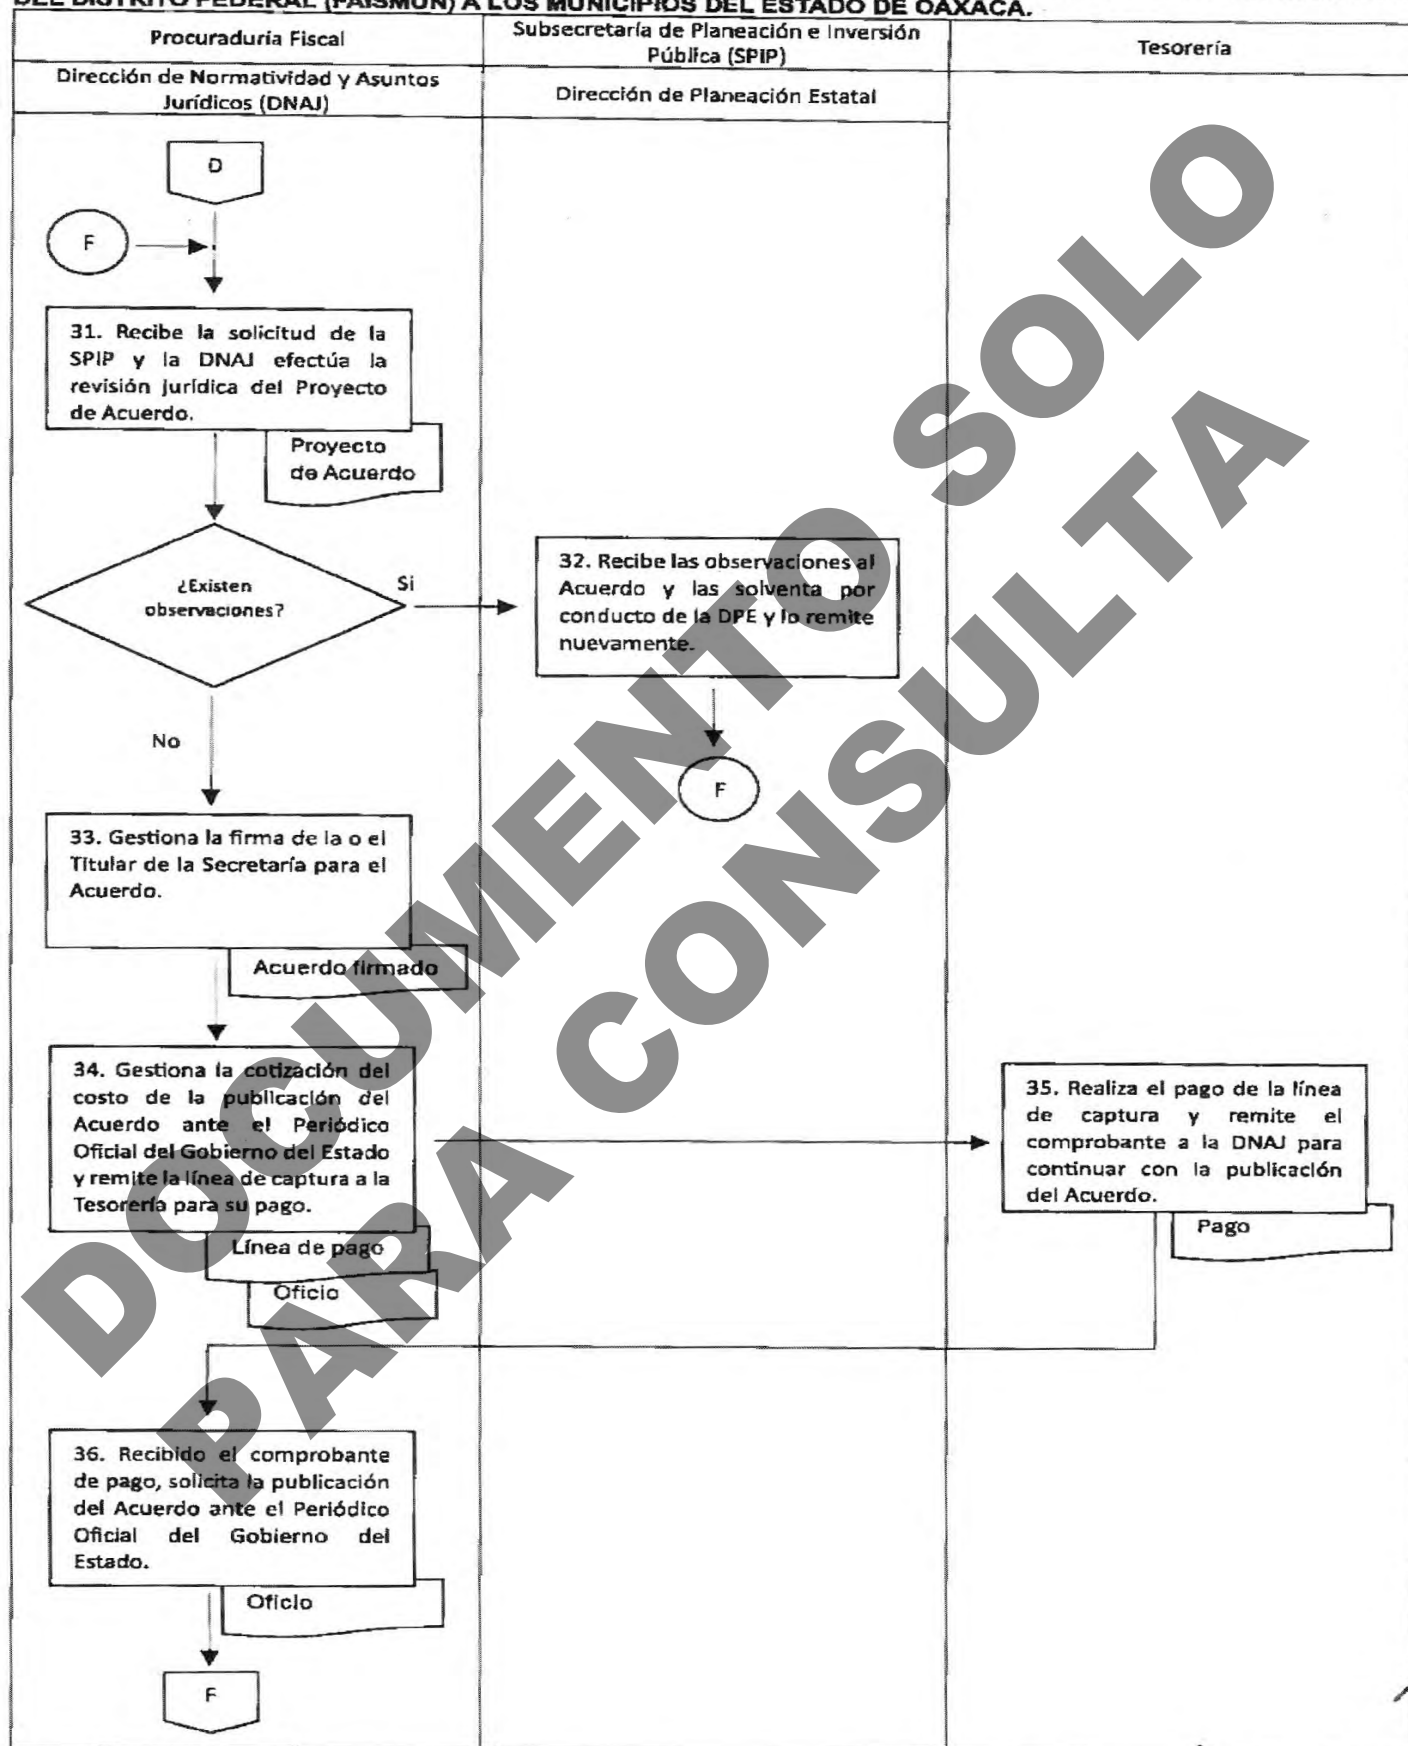 DEL DISTRITO FEDERAL (FAISMUN) A LOS MUNICIPIOS DEL ESTADO DE OAXACA.
Procuraduría Fiscal
Subsecretaría de Planeación e Inversión
Pública (SPIP)
Tesorería
Dirección de Normatividad y Asuntos
Jurídicos (DNAJ)
Dirección de Planeación Estatal
D
F
31. Recibe la solicitud de la
SPIP y la DNAJ efectúa la
revisión jurídica del Proyecto
de Acuerdo.
Proyecto
de Acuerdo
¿Existen
observaciones?
Si
32. Recibe las observaciones al
Acuerdo y las solventa por
conducto de la DPE y lo remite
nuevamente.
F
No
33. Gestiona la firma de la o el
Titular de la Secretaría para el
Acuerdo.
Acuerdo firmado
34. Gestiona la cotización del
costo de la publicación del
Acuerdo ante el Periódico
Oficial del Gobierno del Estado
y remite la línea de captura a la
Tesorería para su pago.
Línea de pago
Oficio
35. Realiza el pago de la línea
de captura y remite el
comprobante a la DNAJ para
continuar con la publicación
del Acuerdo.
Pago
36. Recibido el comprobante
de pago, solicita la publicación
del Acuerdo ante el Periódico
Oficial del Gobierno del
Estado.
Oficio
F
DOCUMENTO SOLO
PARA CONSULTA